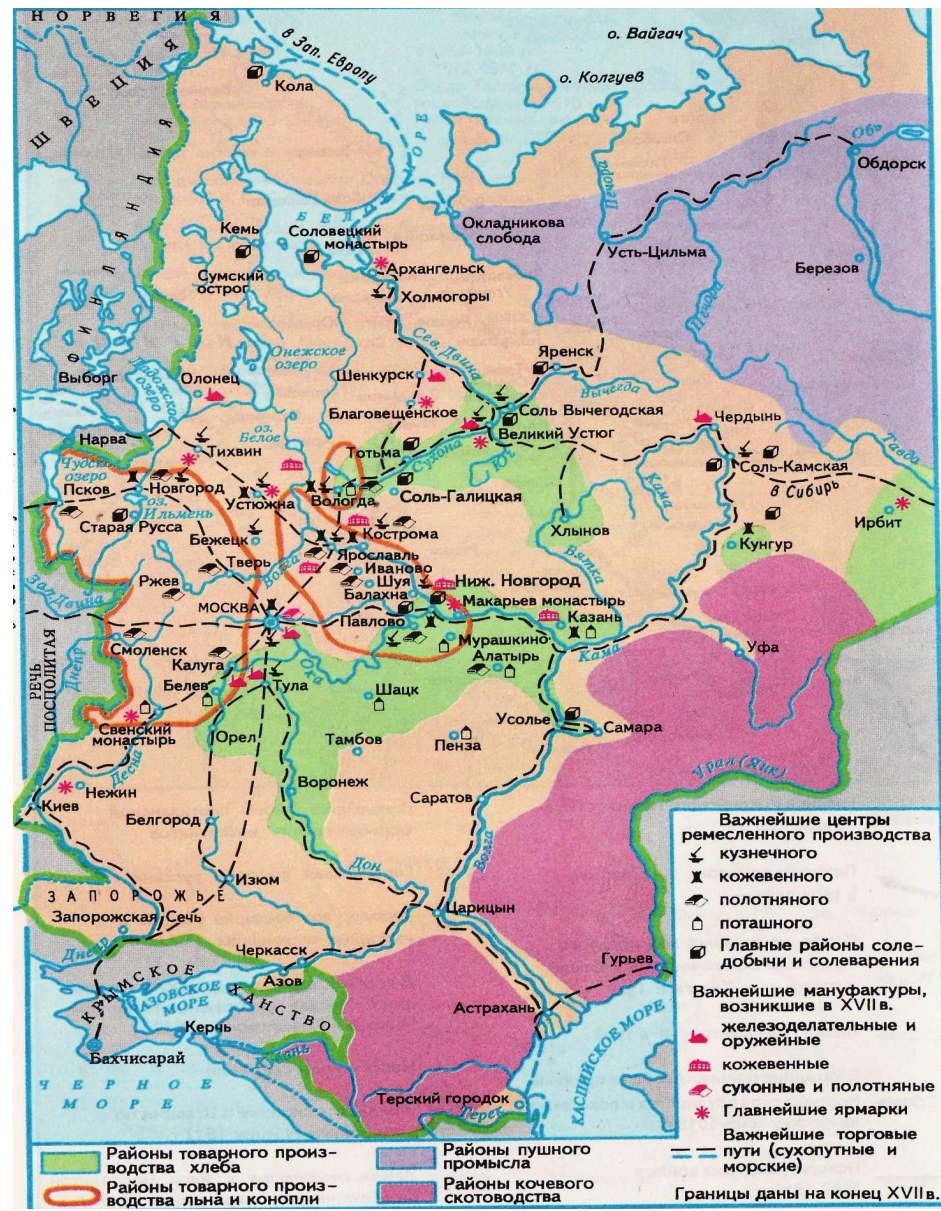 НОРВЕГИЯ
ШВЕЦИЯ
ФИНЛЯНДИЯ
в Зап. Европу
о. Вайгач
о. Колгуев
Кола
БЕЛОЕ МОРЕ
Обь
Обдорск
Печора
Окладникова
слобода
Кемь
Соловецкий
монастырь
Усть-Цильма
Березов
Сумский
острог
Архангельск
Холмогоры
Печора
Онежское
озеро
Сев. Двина
Яренск
Выборг
Ладожское
озеро
Олонец
Шенкурск
Вычегда
Благовещенское
Соль Вычегодская
Чердынь
Нарва
оз.
Белое
Великий Устюг
Тавда
Тихвин
Тотьма
Сухона
Юг
Чудско
озеро
Псков
Новгород
Устюжна
Вологда
Соль-Галицкая
Кама
Соль-Камская
в Сибирь
оз.
Ильмень
Старая Русса
Хлынов
Ирбит
Бежецк
Кострома
Кунгур
Ярославль
Вятка
Зап. Двина
Ржев
Тверь
Волга
Иваново
Шуя
Ниж. Новгород
Балахна
Макарьев монастырь
МОСКВА
Павлово
Казань
Смоленск
Мурашкино
Кама
Уфа
Днепр
Калуга
Ока
Алатырь
РЕЧЬ
ПОСПОЛИТАЯ
Белев
Тула
Шацк
Усолье
Самара
Свенский
монастырь
Орел
Тамбов
Пенза
Десна
Урал (Яик)
Нежин
Воронеж
Киев
Саратов
Белгород
Волга
Дон
Изюм
ЗАПОРОЖЬЕ
Запорожская Сечь
Царицын
Днепр
Черкасск
Гурьев
Азов
КРЫМСКОЕ ХАНСТВО
АЗОВСКОЕ
МОРЕ
Астрахань
Керчь
Бахчисарай
Кубань
КАСПИЙСКОЕ МОРЕ
ЧЕРНОЕ
МОРЕ
Терский городок
Терек
Важнейшие центры
ремесленного производства
кузнечного
кожевенного
полотняного
поташного
Главные районы соле-
добычи и солеварения
Важнейшие мануфактуры,
возникшие в XVII в.
железоделательные и
оружейные
кожевенные
суконные и полотняные
Главнейшие ярмарки
Важнейшие торговые
пути (сухопутные и
морские)
Границы даны на конец XVII в.
Районы товарного произ-
водства хлеба
Районы товарного произ-
водства льна и конопли
Районы пушного
промысла
Районы кочевого
скотоводства